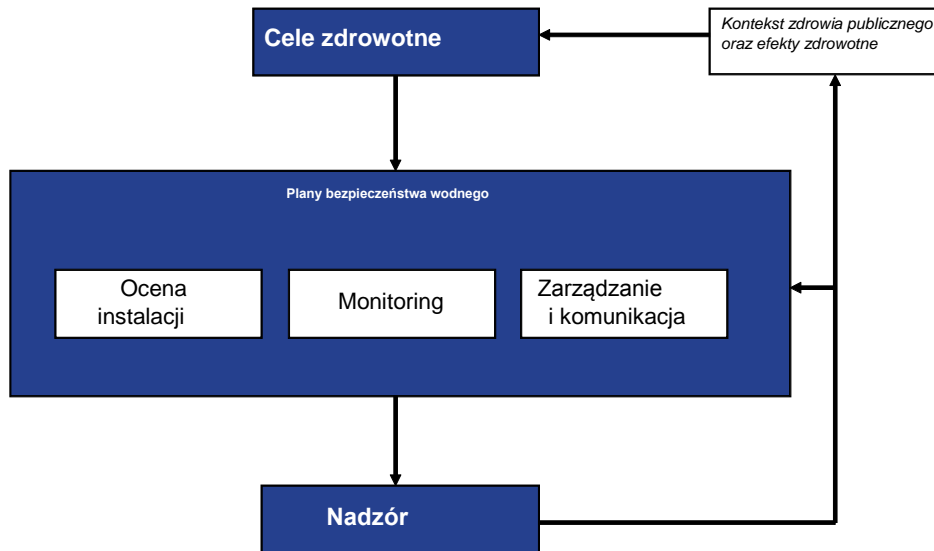 Cele zdrowotne
Kontekst zdrowia publicznego
oraz efekty zdrowotne
Plany bezpieczeństwa wodnego
Ocena
instalacji
Monitoring
Zarządzanie
i komunikacja
Nadzór